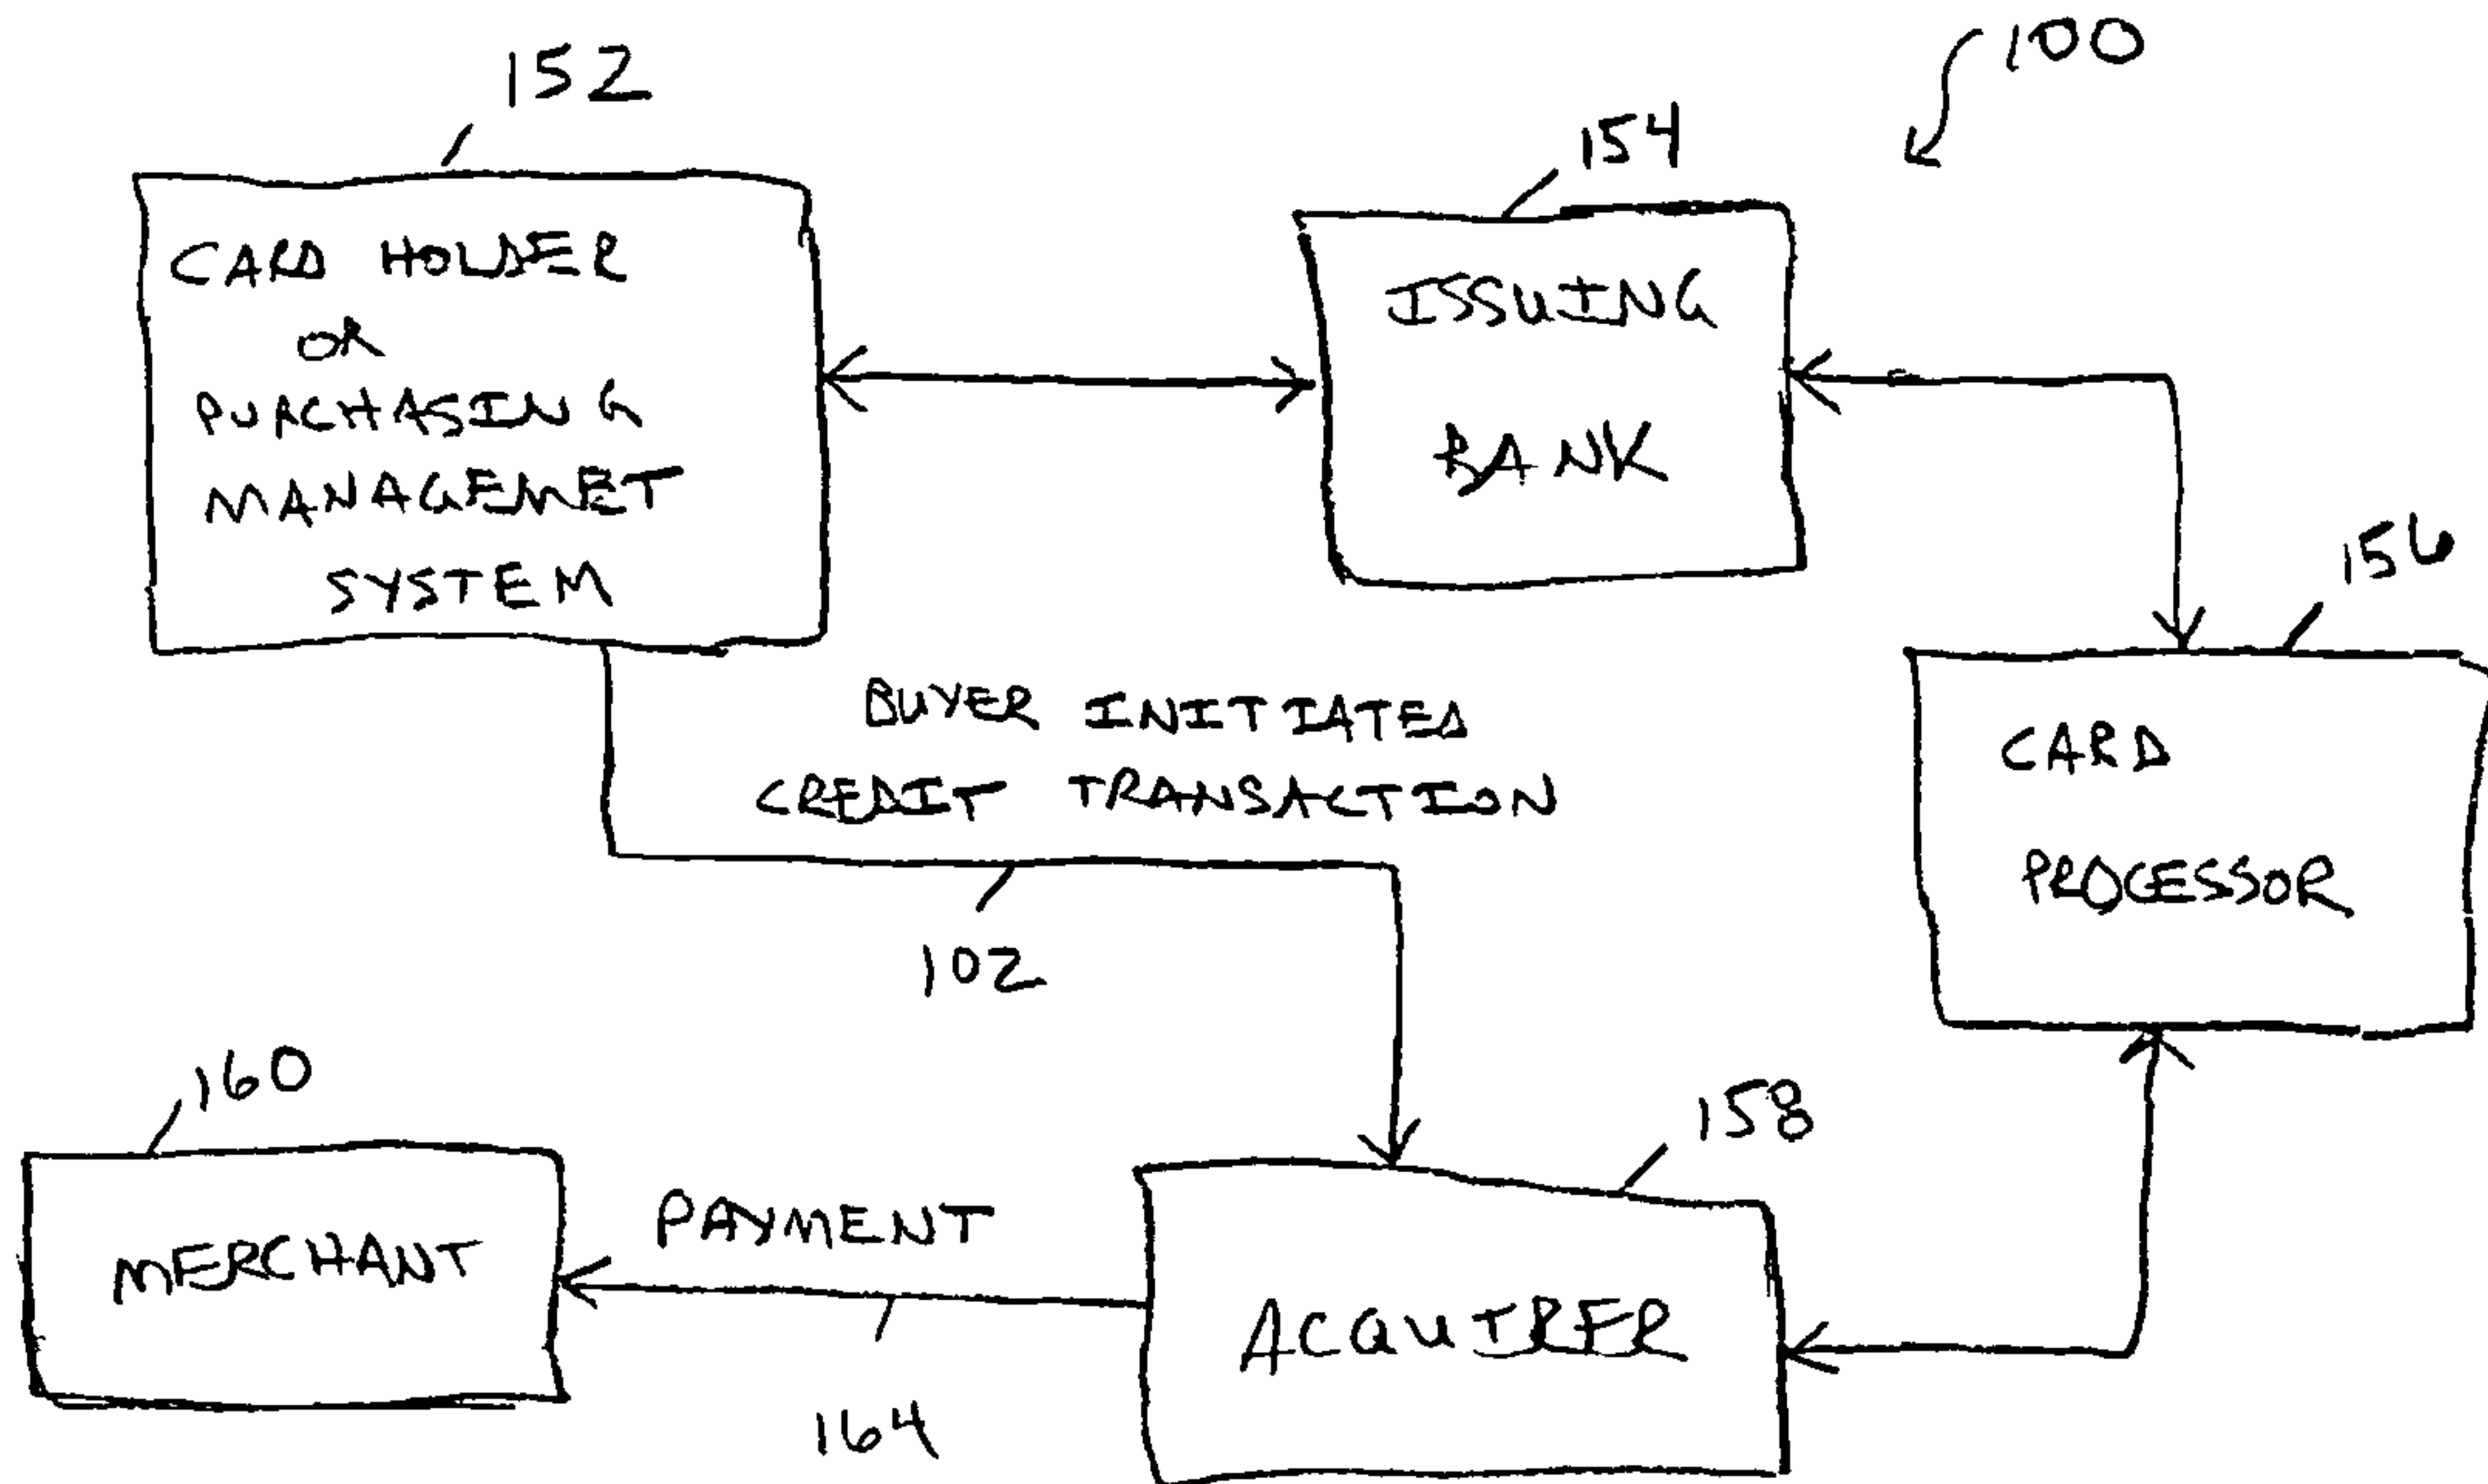 100
152
CARD HOLDER
OR
PURCHASING
MANAGEMET
SYSTEM
154
ISSUING
BANK
156
CARD
PROCESSOR
BUYER INITIATED
CREDIT TRANSACTION
102
160
MERCHANT
PAYMENT
164
158
ACQUIRER